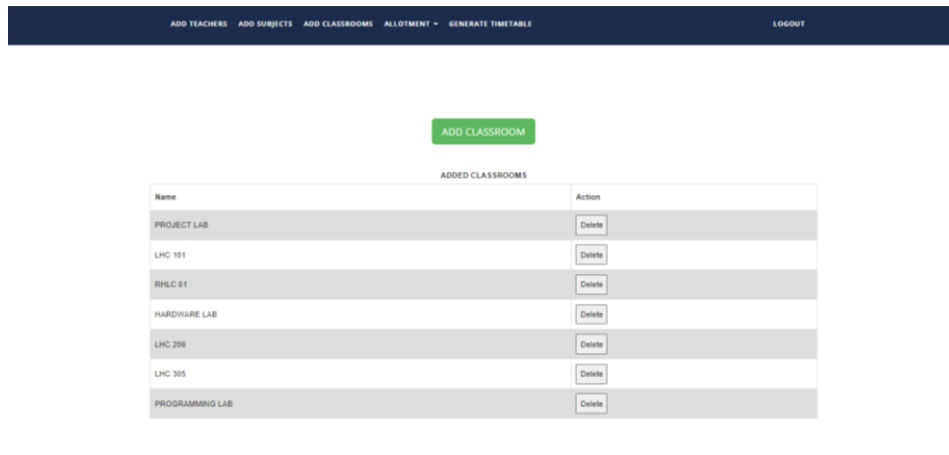 ADD TEACHERS ADD SUBJECTS ADD CLASSROOMS ALLOTMENT GENERATE TIMETABLE LOGOUT
ADD CLASSROOM
ADDED CLASSROOMS
Name Action
PROJECT LAB Delete
LHC 101 Delete
RHLC 01 Delete
HARDWARE LAB Delete
LHC 206 Delete
LHC 305 Delete
PROGRAMMING LAB Delete